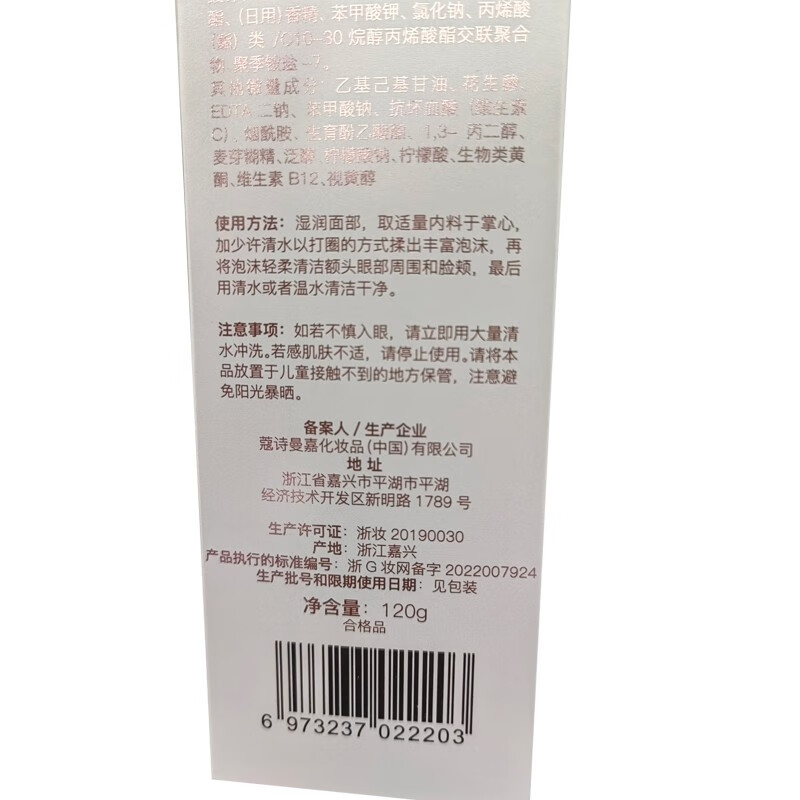 酯、(日用)香精、苯甲酸钾、氯化钠、丙烯酸
(酯)类/C10-30 烷醇丙烯酸酯交联聚合
物、聚季铵盐-7。
其他微量成分：乙基己基甘油、花生醇、
EDTA 二钠、苯甲酸钠、抗坏血酸(维生素
C)、烟酰胺、生育酚乙酸酯、1,3-丙二醇、
麦芽糊精、泛醇、柠檬酸钠、柠檬酸、生物类黄
酮、维生素 B12、视黄醇
使用方法：湿润面部，取适量内料于掌心，
加少许清水以打圈的方式揉出丰富泡沫，再
将泡沫轻柔清洁额头眼部周围和脸颊，最后
用清水或者温水清洁干净。
注意事项：如若不慎入眼，请立即用大量清
水冲洗。若感肌肤不适，请停止使用。请将本
品放置于儿童接触不到的地方保管，注意避
免阳光暴晒。
备案人/生产企业
蔻诗曼嘉化妆品(中国)有限公司
地址
浙江省嘉兴市平湖市平湖
经济技术开发区新明路 1789 号
生产许可证：浙妆 20190030
产地：浙江嘉兴
产品执行的标准编号：浙 G 妆网备字 2022007924
生产批号和限期使用日期：见包装
净含量：120g
合格品
6 973237 022203